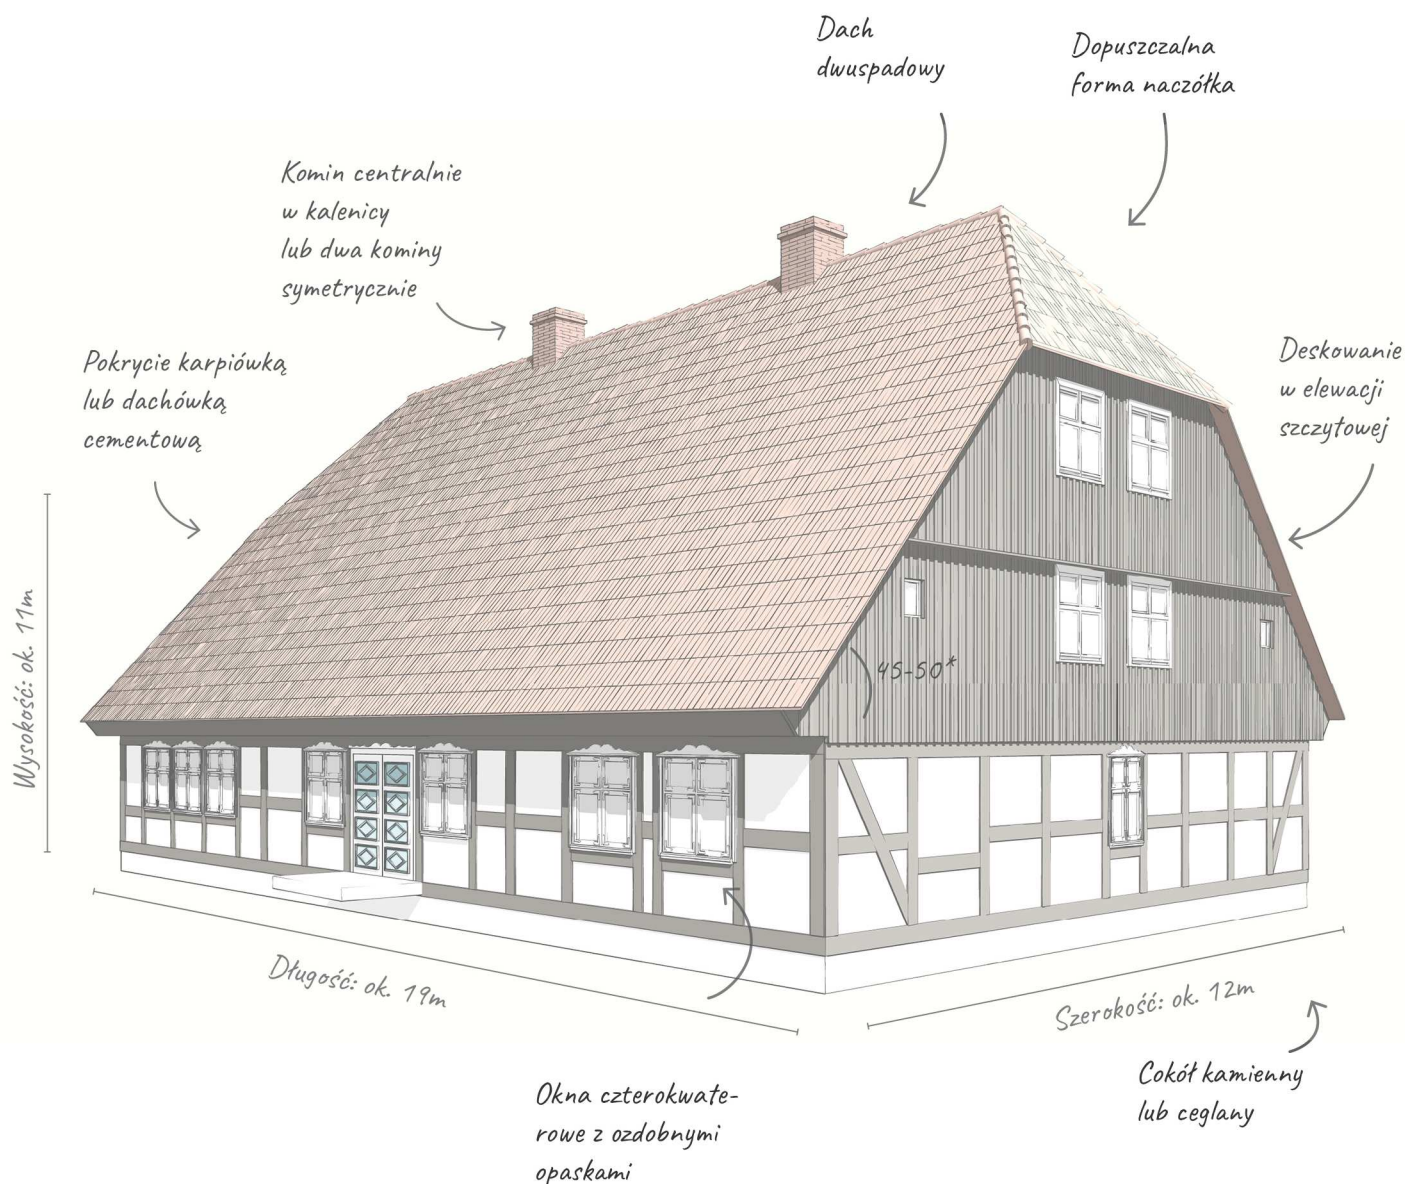 Dach
dwuspadowy
Dopuszczalna
forma naczółka
Komin centralnie
w kalenicy
lub dwa kominy
symetrycznie
Pokrycie karpiówką
lub dachówką
cementową
Deskowanie
w elewacji
szczytowej
Wysokość: ok. 11m
45-50*
Długość: ok. 19m
Szerokość: ok. 12m
Okna czterokwate-
rowe z ozdobnymi
opaskami
Cokół kamienny
lub ceglany